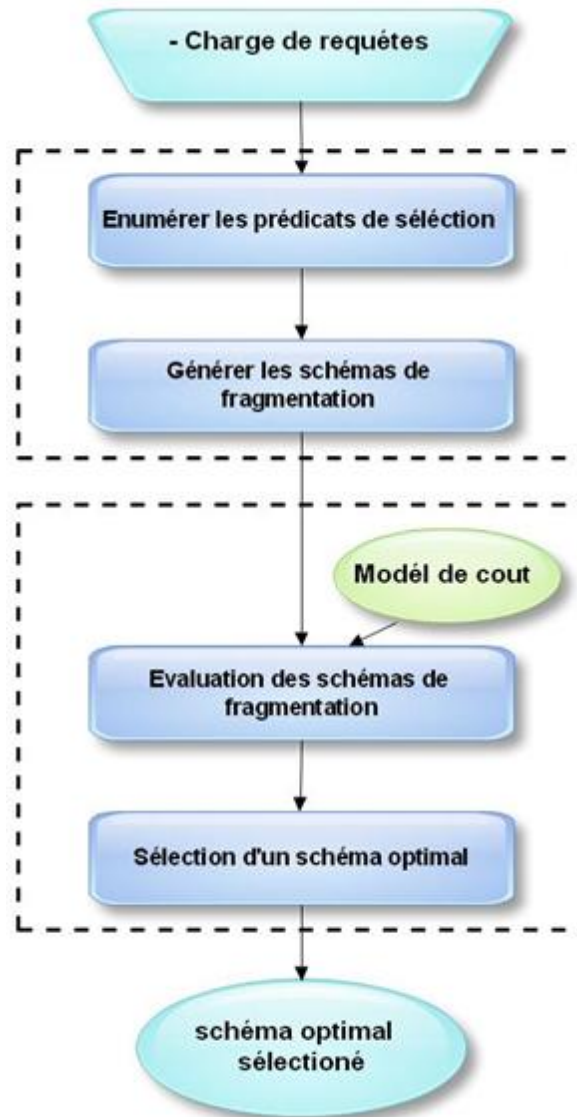 - Charge de requétes
Enumérer les prédicats de séléction
Générer les schémas de
fragmentation
Modél de cout
Evaluation des schémas de
fragmentation
Sélection d'un schéma optimal
schéma optimal
sélectioné